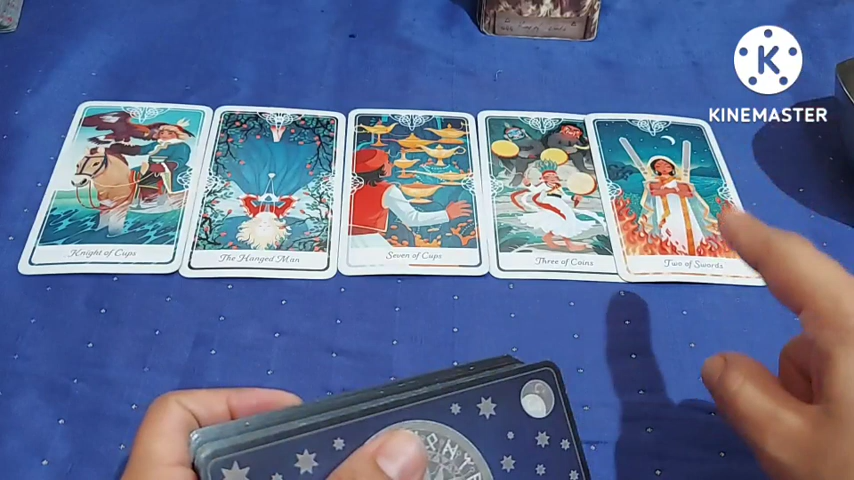 K
KINEMASTER
Knight of Cups
The Hanged Man
Seven of Cups
Three of Coins
Two of Swords